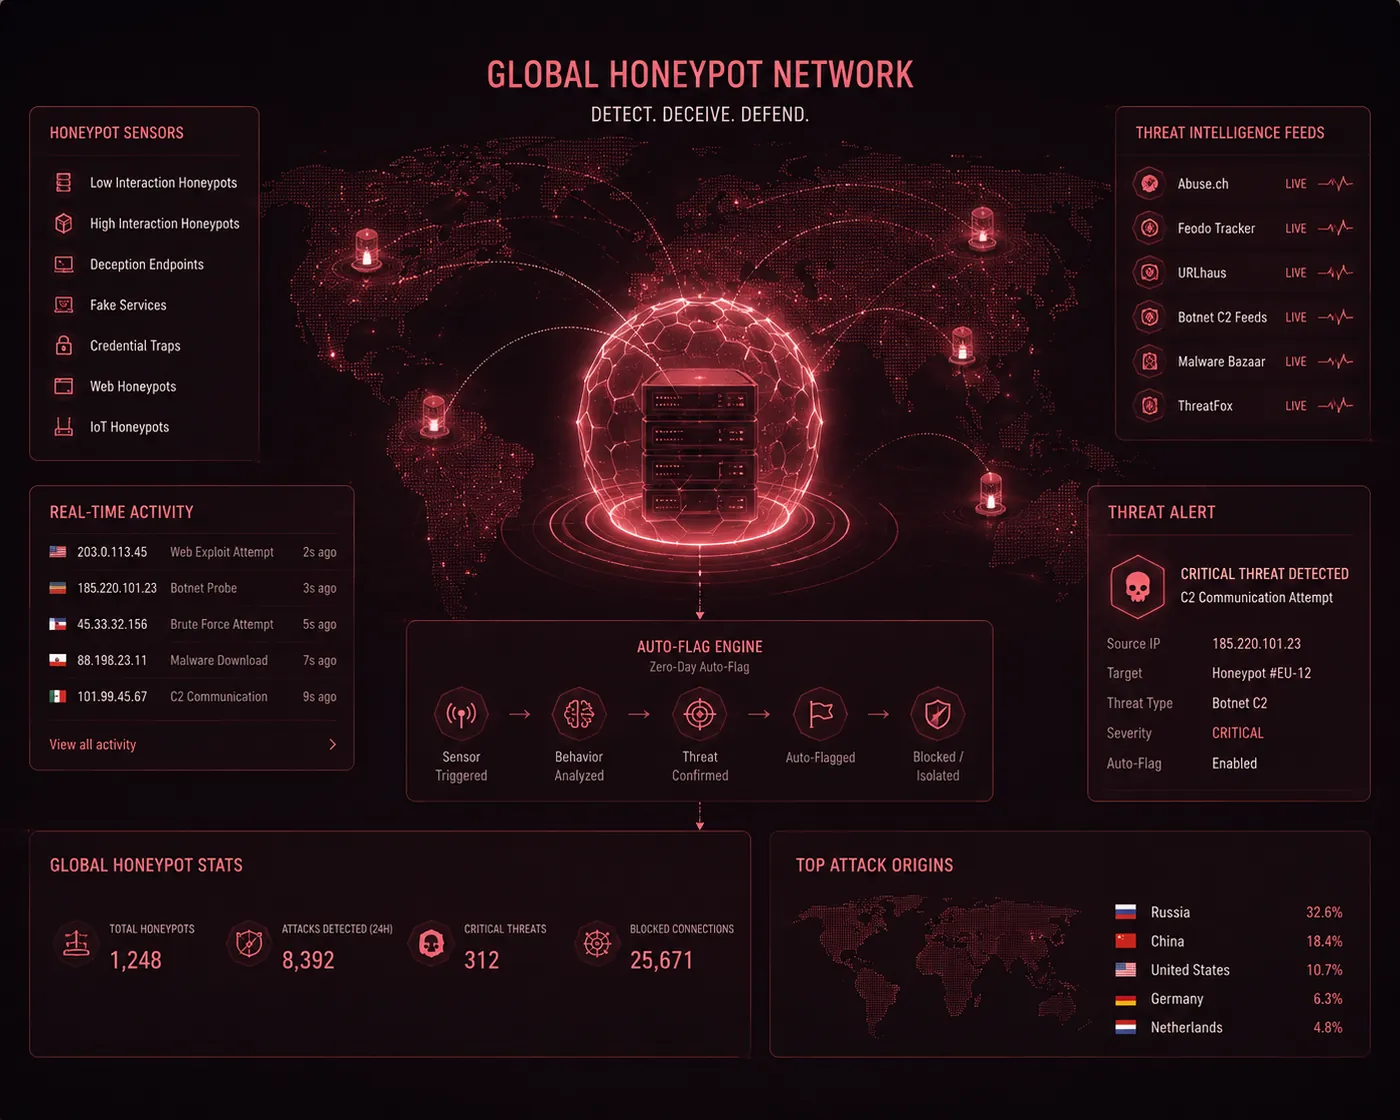 GLOBAL HONEYPOT NETWORK
DETECT. DECEIVE. DEFEND.
HONEYPOT SENSORS
Low Interaction Honeypots
High Interaction Honeypots
Deception Endpoints
Fake Services
Credential Traps
Web Honeypots
IoT Honeypots
THREAT INTELLIGENCE FEEDS
Abuse.ch LIVE
Feodo Tracker LIVE
URLhaus LIVE
Botnet C2 Feeds LIVE
Malware Bazaar LIVE
ThreatFox LIVE
REAL-TIME ACTIVITY
203.0.113.45 Web Exploit Attempt 2s ago
185.220.101.23 Botnet Probe 3s ago
45.33.32.156 Brute Force Attempt 5s ago
88.198.23.11 Malware Download 7s ago
101.99.45.67 C2 Communication 9s ago
View all activity
THREAT ALERT
CRITICAL THREAT DETECTED
C2 Communication Attempt
Source IP 185.220.101.23
Target Honeypot #EU-12
Threat Type Botnet C2
Severity CRITICAL
Auto-Flag Enabled
AUTO-FLAG ENGINE
Zero-Day Auto-Flag
Sensor
Triggered
Behavior
Analyzed
Threat
Confirmed
Auto-Flagged
Blocked /
Isolated
GLOBAL HONEYPOT STATS
TOTAL HONEYPOTS
1,248
ATTACKS DETECTED (24H)
8,392
CRITICAL THREATS
312
BLOCKED CONNECTIONS
25,671
TOP ATTACK ORIGINS
Russia 32.6%
China 18.4%
United States 10.7%
Germany 6.3%
Netherlands 4.8%